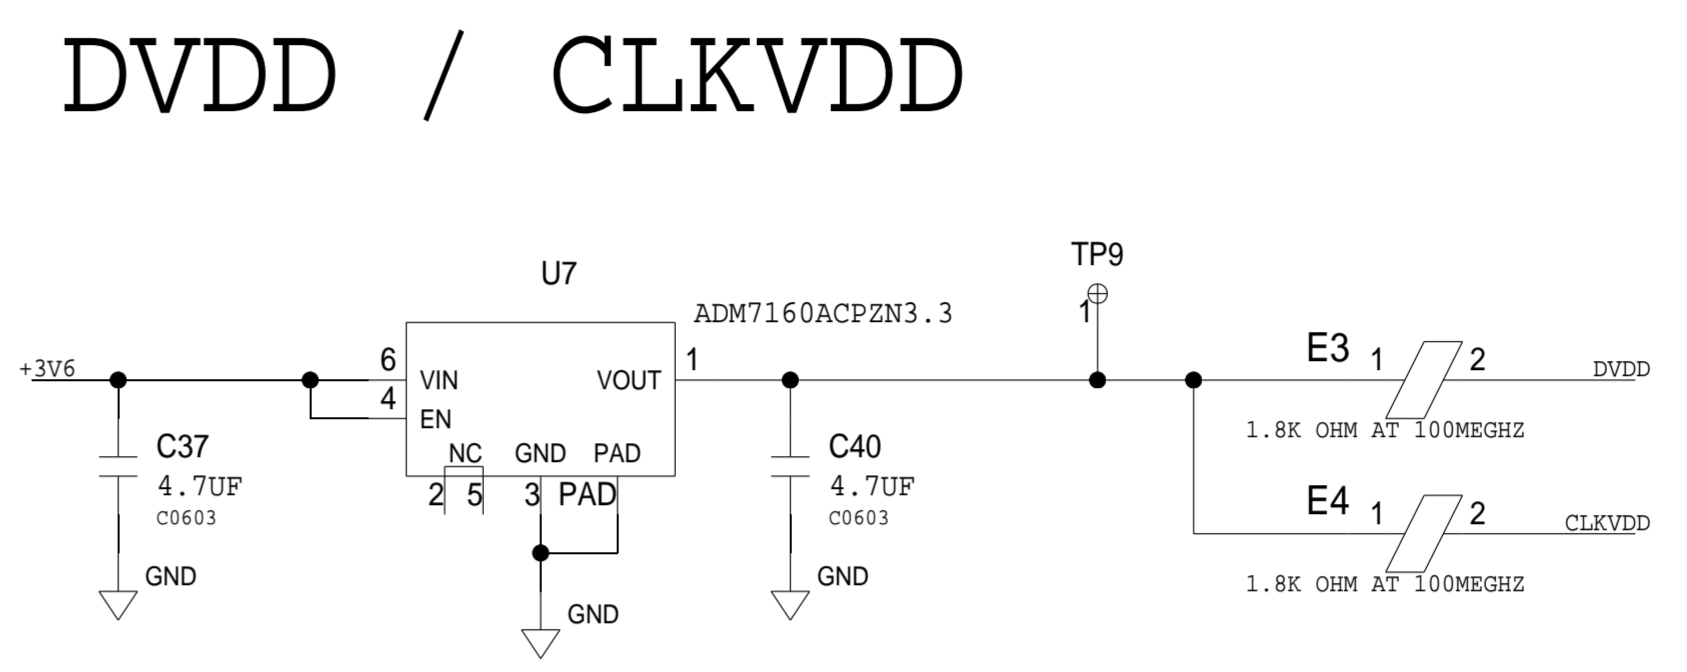 DVDD / CLKVDD
TP9
U7
1
ADM7160ACPZN3.3
+3V6
6
VIN
VOUT
1
E3
1
2
DVDD
4
EN
1.8K OHM AT 100MEGHZ
C37
4.7UF
C0603
NC
GND
PAD
2
5
3
PAD
C40
4.7UF
C0603
E4
1
2
CLKVDD
GND
GND
GND
1.8K OHM AT 100MEGHZ